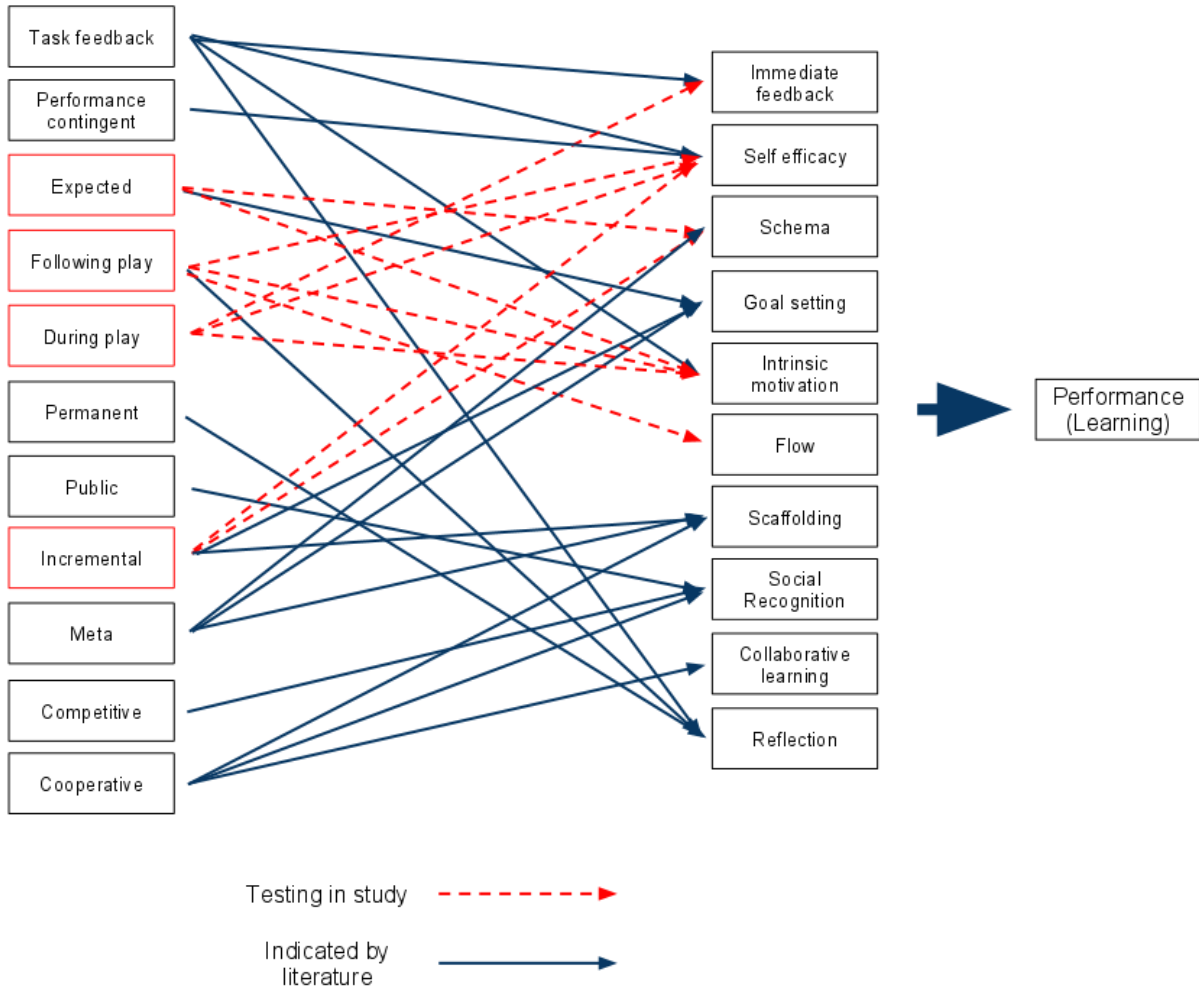 Task feedback
Performance
contingent
Expected
Following play
During play
Permanent
Public
Incremental
Meta
Competitive
Cooperative
Immediate
feedback
Self efficacy
Schema
Goal setting
Intrinsic
motivation
Flow
Scaffolding
Social
Recognition
Collaborative
learning
Reflection
Performance
(Learning)
Testing in study
Indicated by
literature